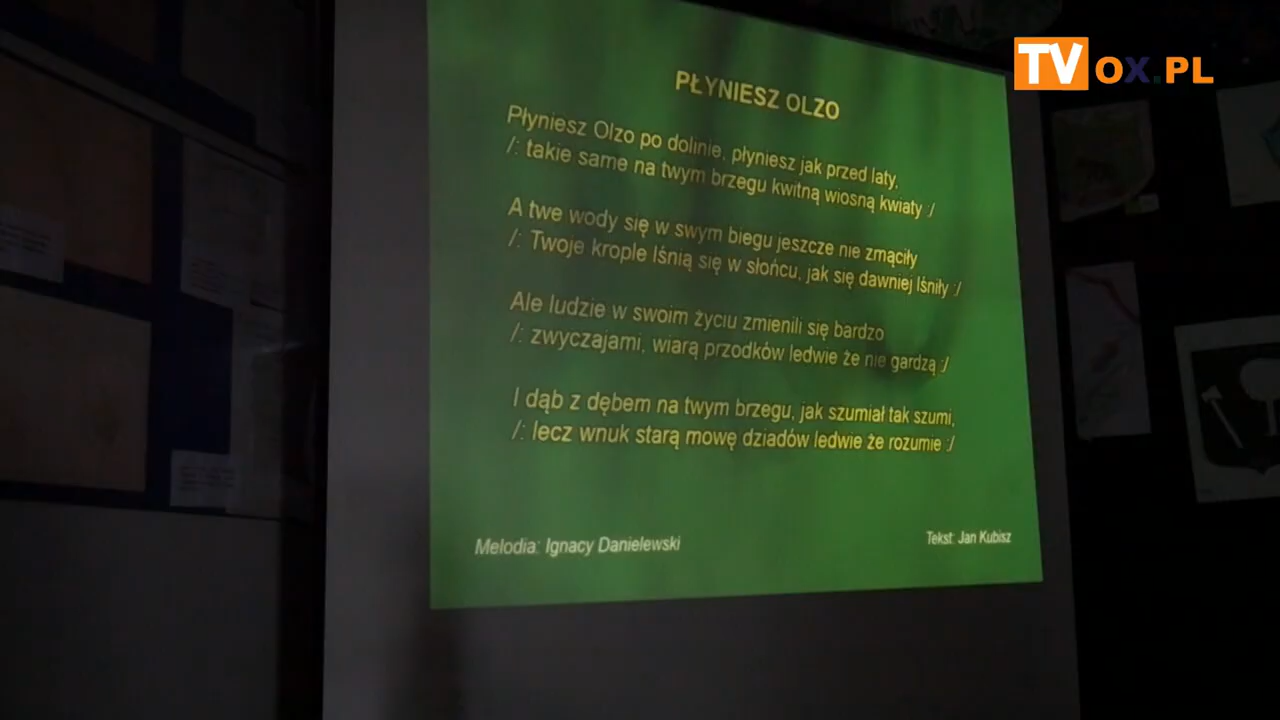 TVox.PL
PŁYNIESZ OLZO
Płyniesz Olzo po dolinie, płyniesz jak przed laty,
/: takie same na twym brzegu kwitną wiosną kwiaty :/
A twe wody się w swym biegu jeszcze nie zmąciły
/: Twoje krople lśnią się w słońcu, jak się dawniej lśniły :/
Ale ludzie w swoim życiu zmienili się bardzo
/: zwyczajami, wiarą przodków ledwie że nie gardzą :/
I dąb z dębem na twym brzegu, jak szumiał tak szumi,
/: lecz wnuk starą mowę dziadów ledwie że rozumie :/
Melodia: Ignacy Danielewski
Tekst: Jan Kubisz